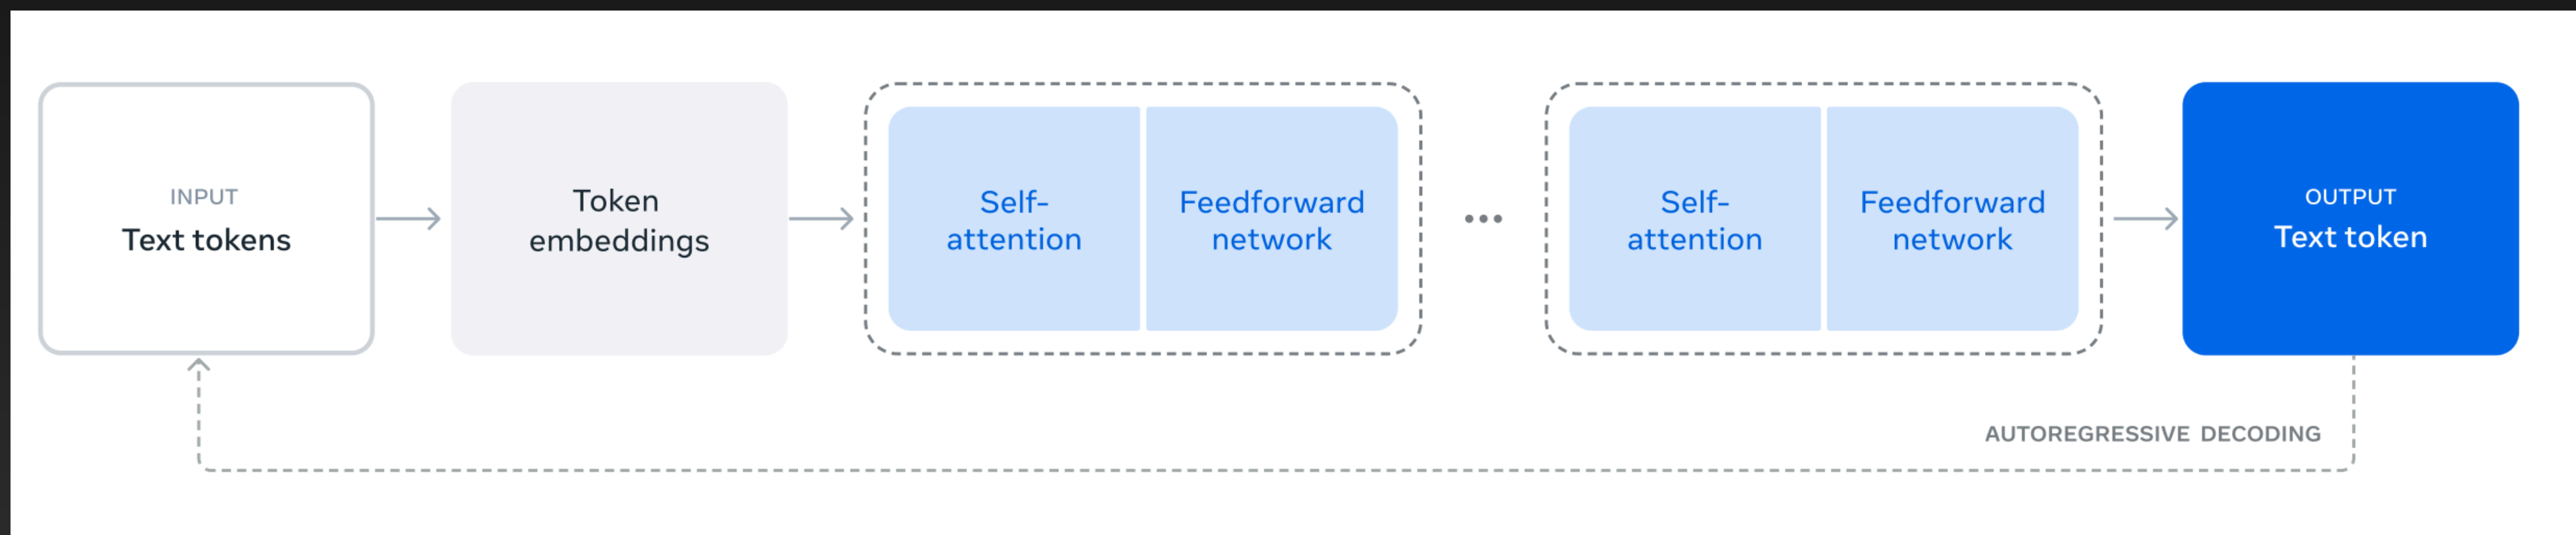 INPUT
Text tokens
Token
embeddings
Self-
attention
Feedforward
network
•••
Self-
attention
Feedforward
network
OUTPUT
Text token
AUTOREGRESSIVE DECODING